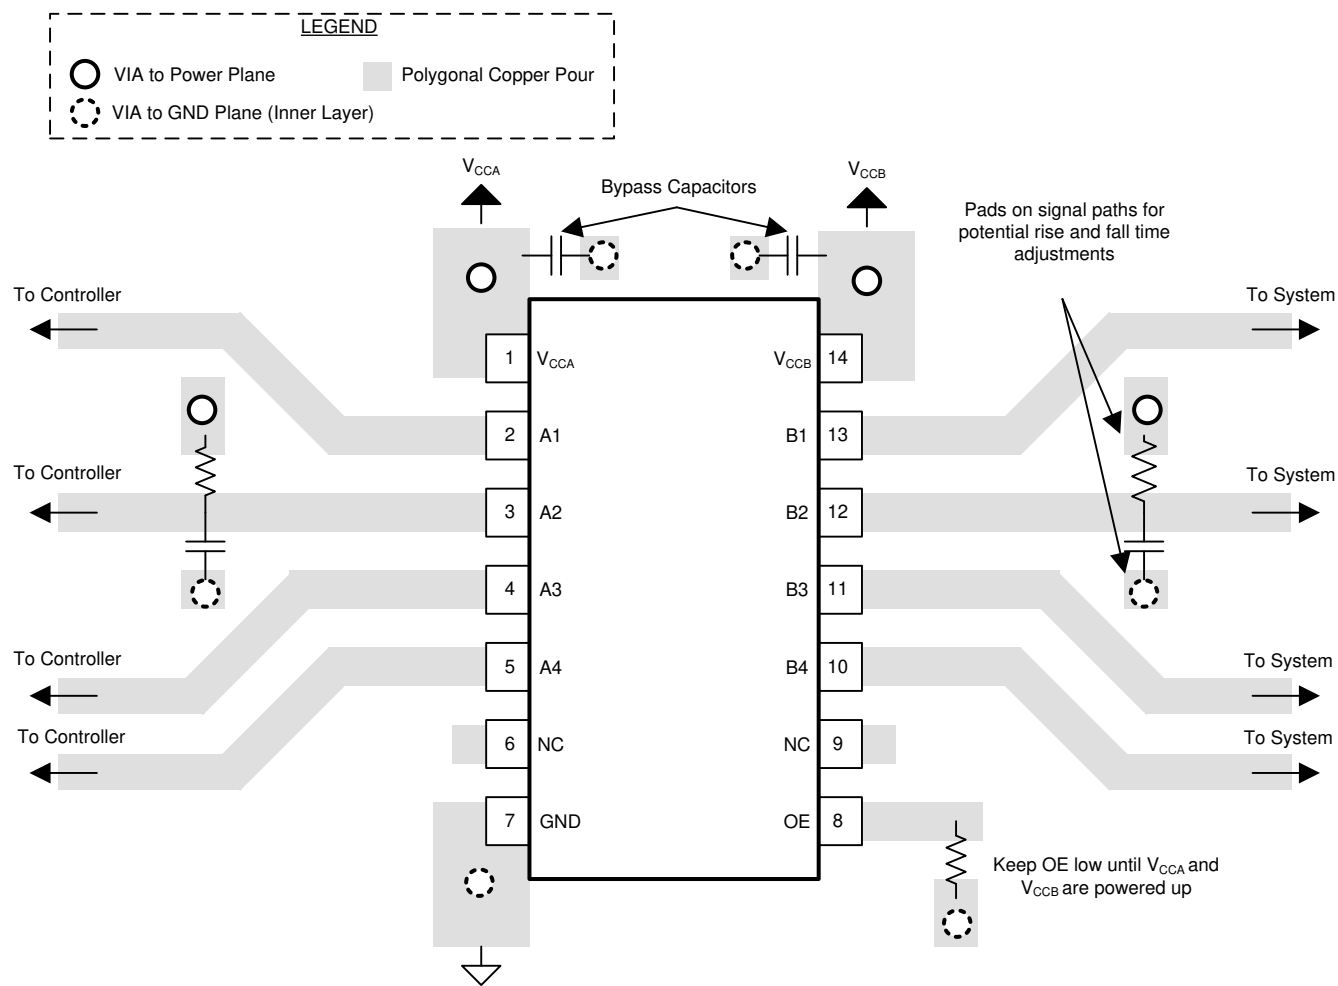 LEGEND
VIA to Power Plane
Polygonal Copper Pour
VIA to GND Plane (Inner Layer)
VCCA
Bypass Capacitors
VCCB
Pads on signal paths for
potential rise and fall time
adjustments
To Controller
To System
1 VCCA
VCCB 14
2 A1
B1 13
To Controller
To System
3 A2
B2 12
4 A3
B3 11
To Controller
To System
5 A4
B4 10
To Controller
To System
6 NC
NC 9
7 GND
OE 8
Keep OE low until VCCA and
VCCB are powered up